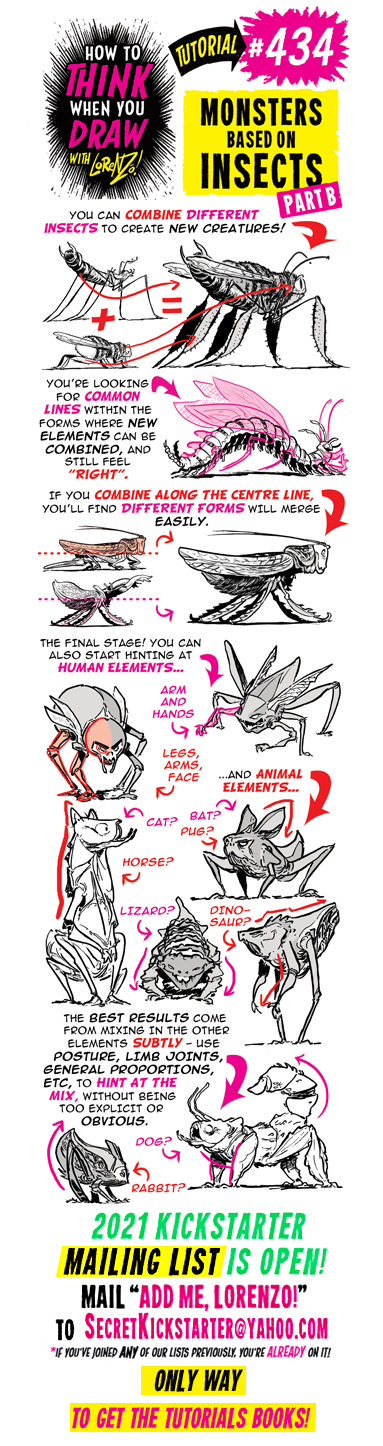 HOW TO
THINK
WHEN YOU
DRAW
WITH LORENZO!
TUTORIAL
#434
MONSTERS
BASED ON
INSECTS
PART B
YOU CAN COMBINE DIFFERENT
INSECTS TO CREATE NEW CREATURES!
+
=
YOU'RE LOOKING
FOR COMMON
LINES WITHIN THE
FORMS WHERE NEW
ELEMENTS CAN BE
COMBINED, AND
STILL FEEL
"RIGHT".
IF YOU COMBINE ALONG THE CENTRE LINE,
YOU'LL FIND DIFFERENT FORMS WILL MERGE
EASILY.
THE FINAL STAGE! YOU CAN
ALSO START HINTING AT
HUMAN ELEMENTS...
ARM
AND
HANDS
LEGS,
ARMS,
FACE
...AND ANIMAL
ELEMENTS...
CAT?
BAT?
PUG?
HORSE?
LIZARD?
DINO-
SAUR?
THE BEST RESULTS COME
FROM MIXING IN THE OTHER
ELEMENTS SUBTLY - USE
POSTURE, LIMB JOINTS,
GENERAL PROPORTIONS,
ETC, TO HINT AT THE
MIX, WITHOUT BEING
TOO EXPLICIT OR
OBVIOUS.
DOG?
RABBIT?
2021 KICKSTARTER
MAILING LIST IS OPEN!
MAIL "ADD ME, LORENZO!"
TO SECRETKICKSTARTER@YAHOO.COM
*IF YOU'VE JOINED ANY OF OUR LISTS PREVIOUSLY, YOU'RE ALREADY ON IT!
ONLY WAY
TO GET THE TUTORIALS BOOKS!